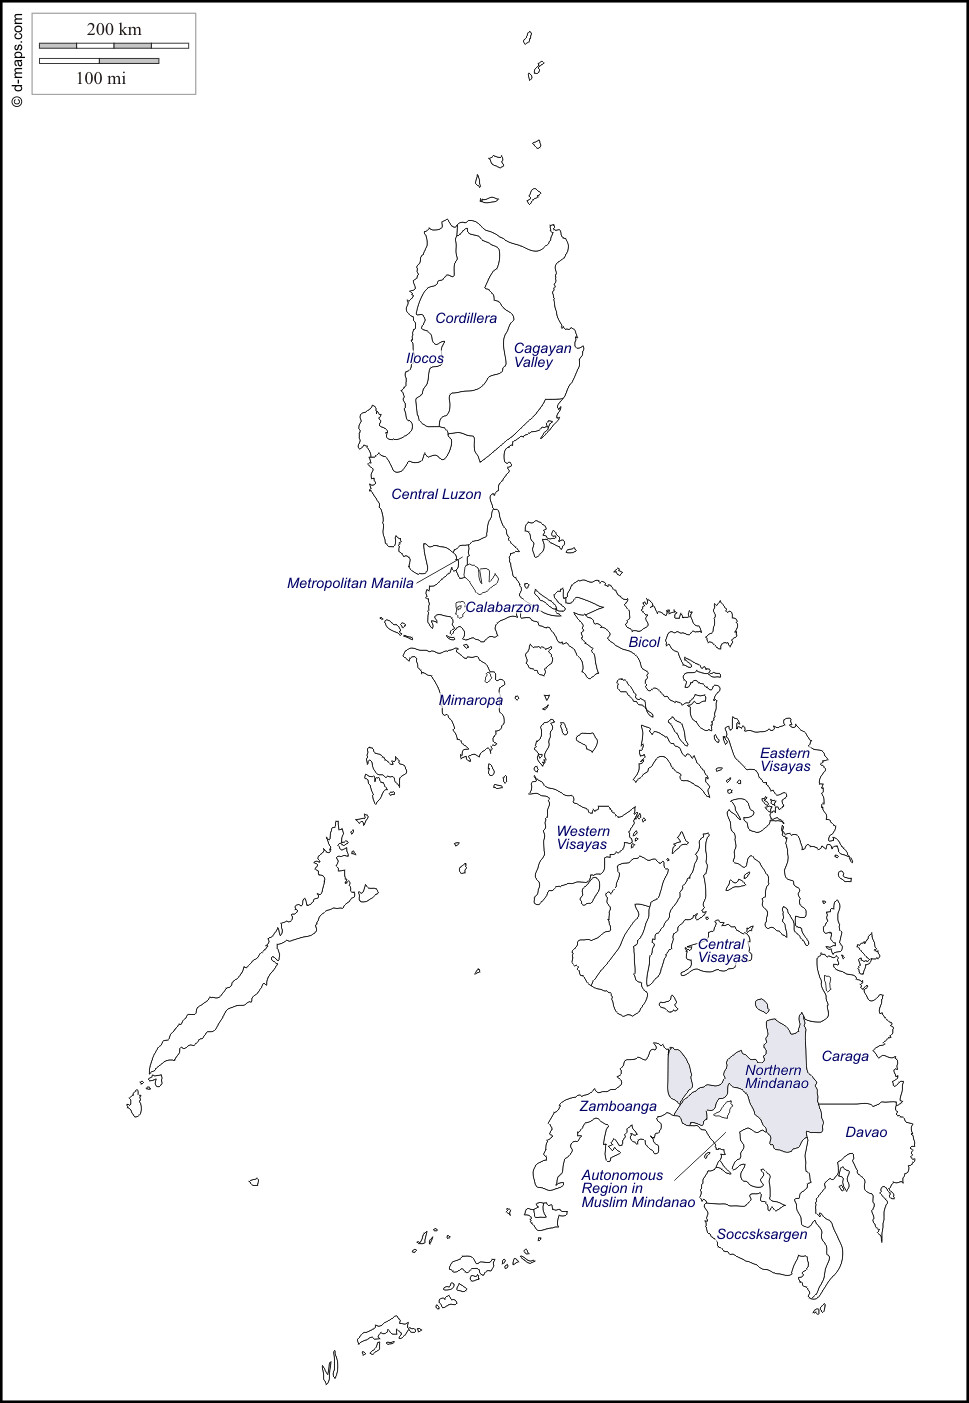 © d-maps.com
200 km
100 mi
Cordillera
Ilocos
Cagayan
Valley
Central Luzon
Metropolitan Manila
Calabarzon
Bicol
Mimaropa
Eastern
Visayas
Western
Visayas
Central
Visayas
Caraga
Northern
Mindanao
Zamboanga
Davao
Autonomous
Region in
Muslim Mindanao
Soccsksargen